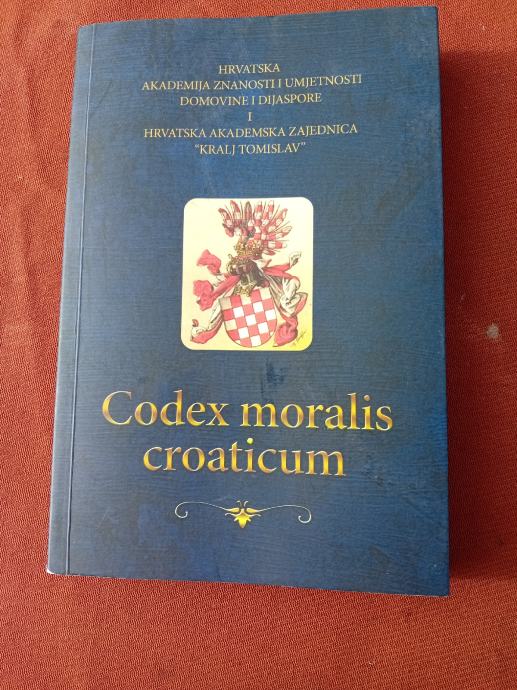 HRVATSKA
AKADEMIJA ZNANOSTI I UMJETNOSTI
DOMOVINE I DIJASPORE
I
HRVATSKA AKADEMSKA ZAJEDNICA
"KRALJ TOMISLAV"
Codex moralis
croaticum